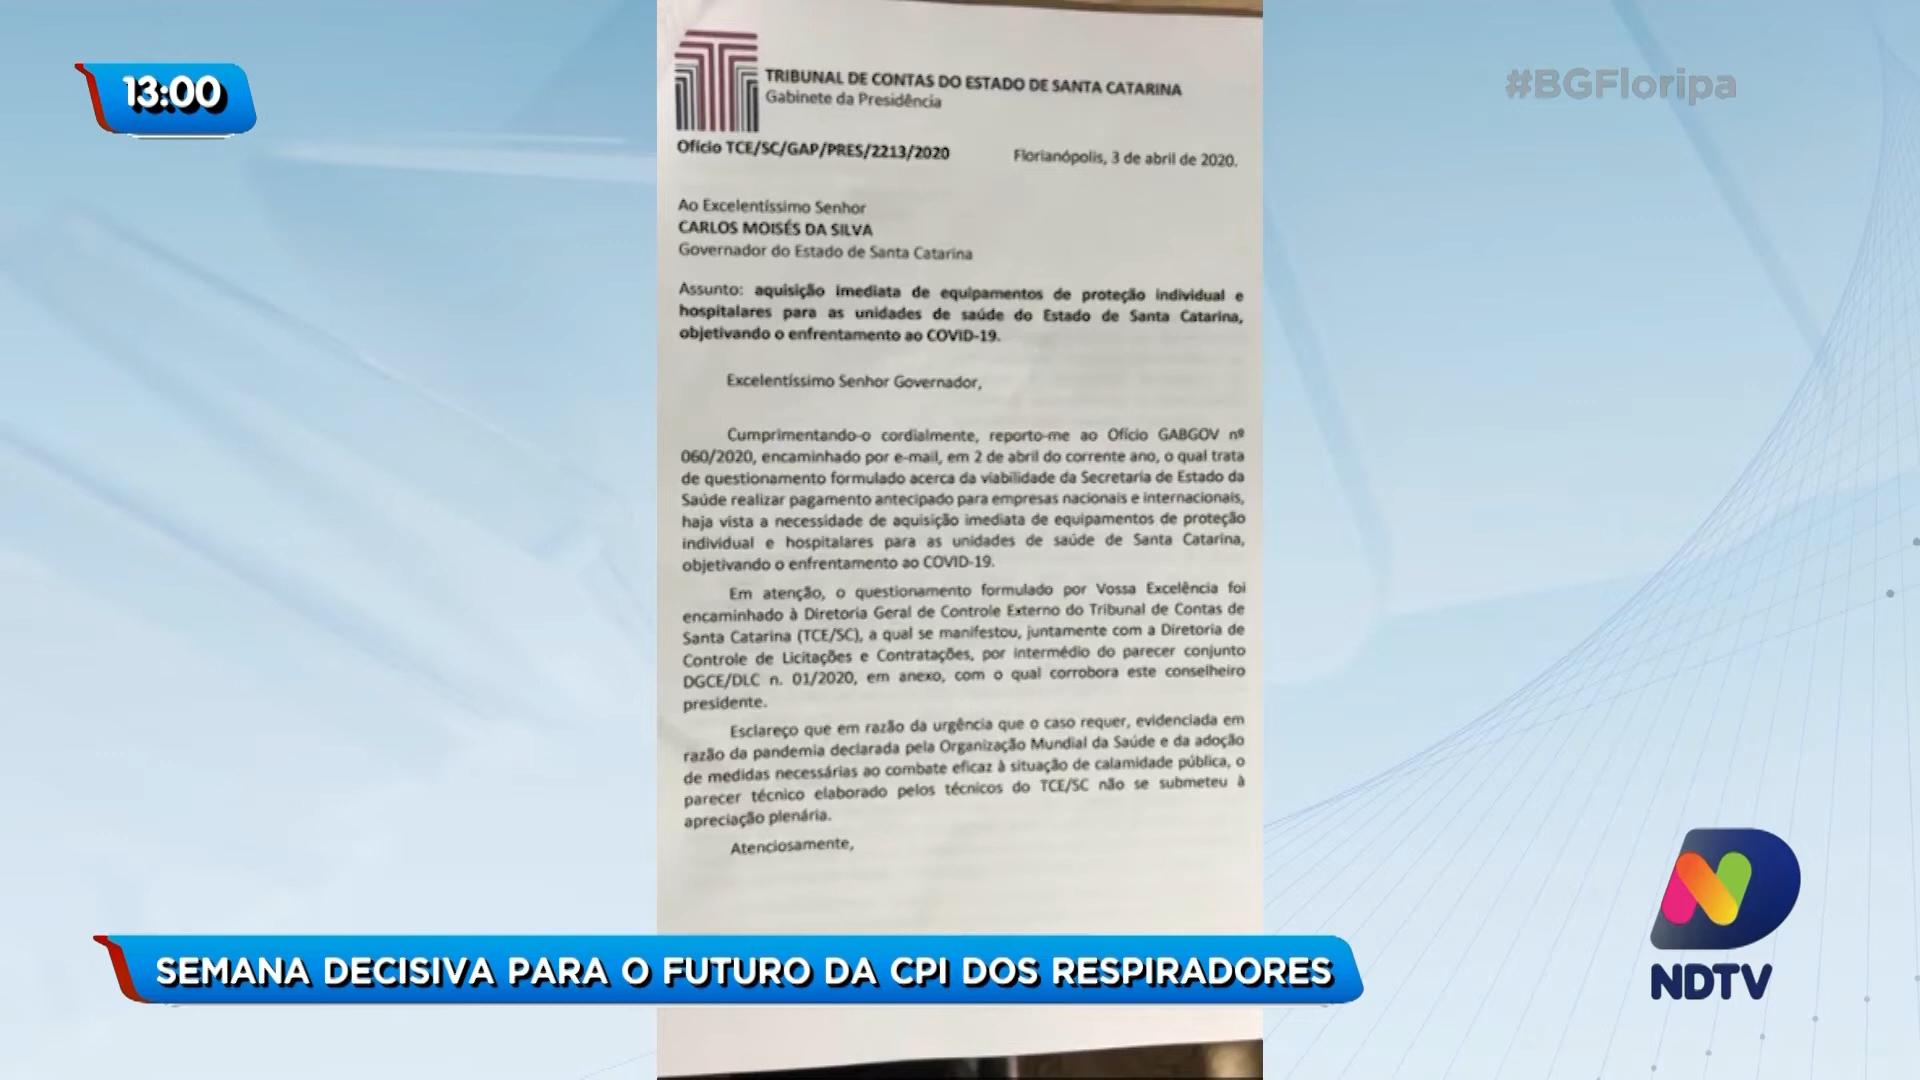 13:00
#BGFloripa
TRIBUNAL DE CONTAS DO ESTADO DE SANTA CATARINA
Gabinete da Presidência
Ofício TCE/SC/GAP/PRES/2213/2020
Florianópolis, 3 de abril de 2020.
Ao Excelentíssimo Senhor
CARLOS MOISÉS DA SILVA
Governador do Estado de Santa Catarina
Assunto: aquisição imediata de equipamentos de proteção individual e
hospitalares para as unidades de saúde do Estado de Santa Catarina,
objetivando o enfrentamento ao COVID-19.
Excelentíssimo Senhor Governador,
Cumprimentando-o cordialmente, reporto-me ao Ofício GABGOV nº
060/2020, encaminhado por e-mail, em 2 de abril do corrente ano, o qual trata
de questionamento formulado acerca da viabilidade da Secretaria de Estado da
Saúde realizar pagamento antecipado para empresas nacionais e internacionais,
haja vista a necessidade de aquisição imediata de equipamentos de proteção
individual e hospitalares para as unidades de saúde de Santa Catarina,
objetivando o enfrentamento ao COVID-19.
Em atenção, o questionamento formulado por Vossa Excelência foi
encaminhado à Diretoria Geral de Controle Externo do Tribunal de Contas de
Santa Catarina (TCE/SC), a qual se manifestou, juntamente com a Diretoria de
Controle de Licitações e Contratações, por intermédio do parecer conjunto
DGCE/DLC n. 01/2020, em anexo, com o qual corrobora este conselheiro
presidente.
Esclareço que em razão da urgência que o caso requer, evidenciada em
razão da pandemia declarada pela Organização Mundial da Saúde e da adoção
de medidas necessárias ao combate eficaz à situação de calamidade pública, o
parecer técnico elaborado pelos técnicos do TCE/SC não se submeteu à
apreciação plenária.
Atenciosamente,
SEMANA DECISIVA PARA O FUTURO DA CPI DOS RESPIRADORES
NDTV